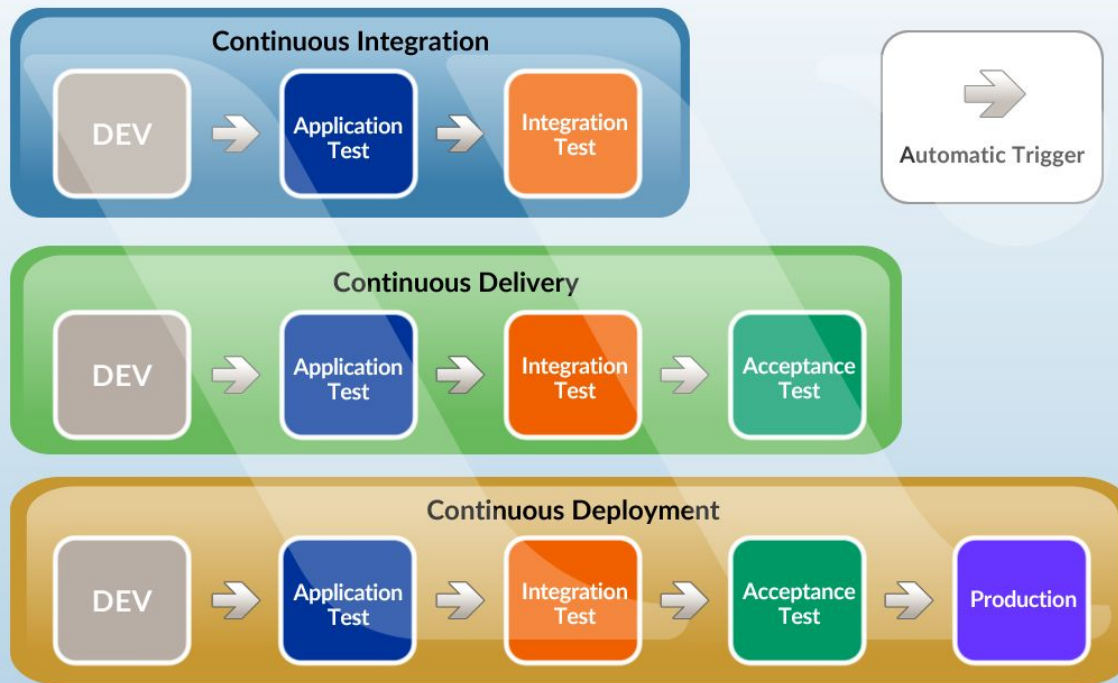 Continuous Integration
DEV
Application
Test
Integration
Test
Automatic Trigger
Continuous Delivery
DEV
Application
Test
Integration
Test
Acceptance
Test
Continuous Deployment
DEV
Application
Test
Integration
Test
Acceptance
Test
Production